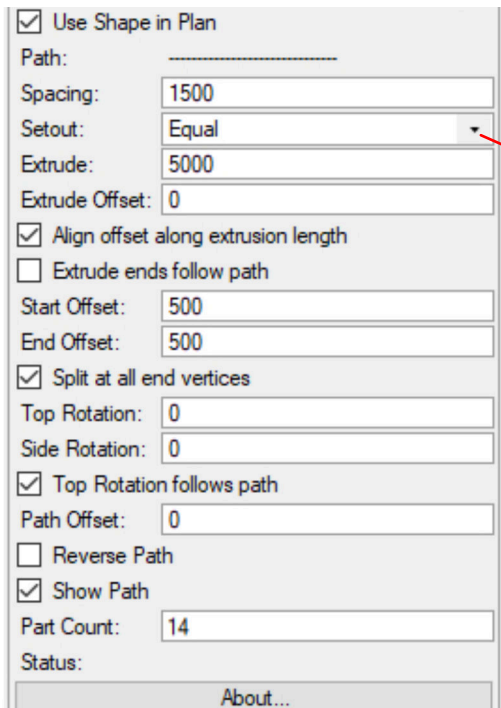 Use Shape in Plan
Path: ------------------------------
Spacing: 1500
Setout: Equal
Extrude: 5000
Extrude Offset: 0
Align offset along extrusion length
Extrude ends follow path
Start Offset: 500
End Offset: 500
Split at all end vertices
Top Rotation: 0
Side Rotation: 0
Top Rotation follows path
Path Offset: 0
Reverse Path
Show Path
Part Count: 14
Status:
About...